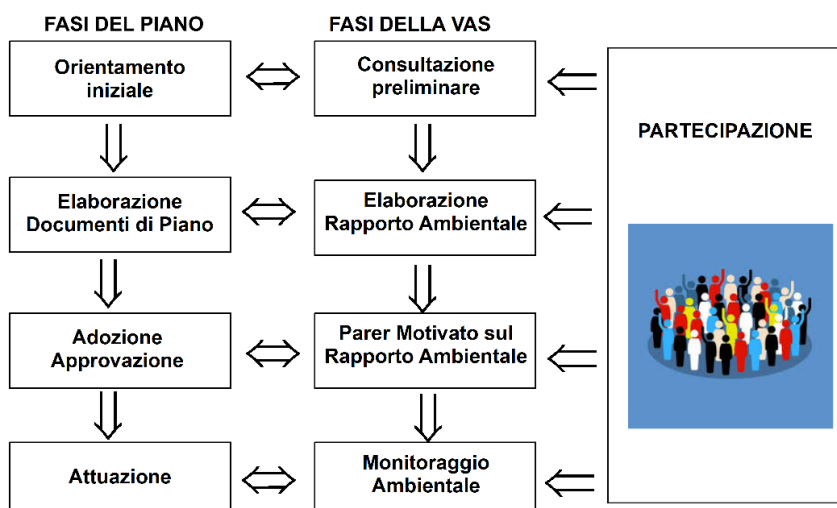 FASI DEL PIANO
FASI DELLA VAS
Orientamento
iniziale
Consultazione
preliminare
PARTECIPAZIONE
Elaborazione
Documenti di Piano
Elaborazione
Rapporto Ambientale
Adozione
Approvazione
Parer Motivato sul
Rapporto Ambientale
Attuazione
Monitoraggio
Ambientale